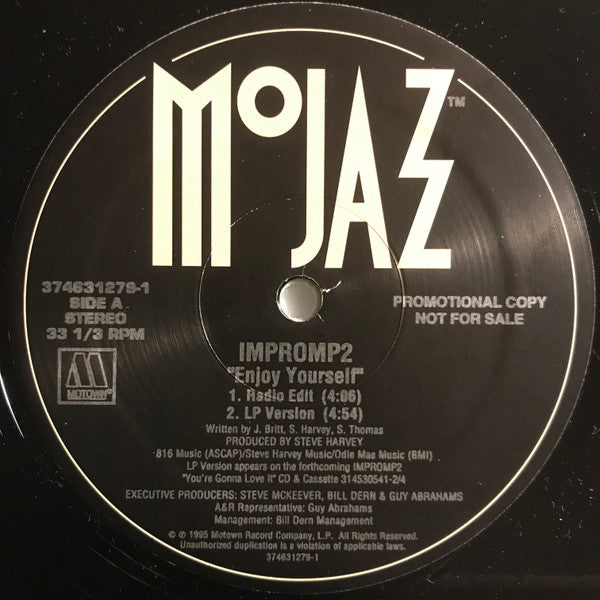 MoJAZZ™
374631279-1
SIDE A
STEREO
33 1/3 RPM
PROMOTIONAL COPY
NOT FOR SALE
M
MOTOWN®
IMPROMP2
"Enjoy Yourself"
1. Radio Edit (4:06)
2. LP Version (4:54)
Written by J. Britt, S. Harvey, S. Thomas
PRODUCED BY STEVE HARVEY
816 Music (ASCAP)/Steve Harvey Music/Odie Mae Music (BMI)
LP Version appears on the forthcoming IMPROMP2
"You're Gonna Love It" CD & Cassette 314530541-2/4
EXECUTIVE PRODUCERS: STEVE MCKEEVER, BILL DERN & GUY ABRAHAMS
A&R Representative: Guy Abrahams
Management: Bill Dern Management
© ℗ 1995 Motown Record Company, L.P. All Rights Reserved.
Unauthorized duplication is a violation of applicable laws.
374631279-1